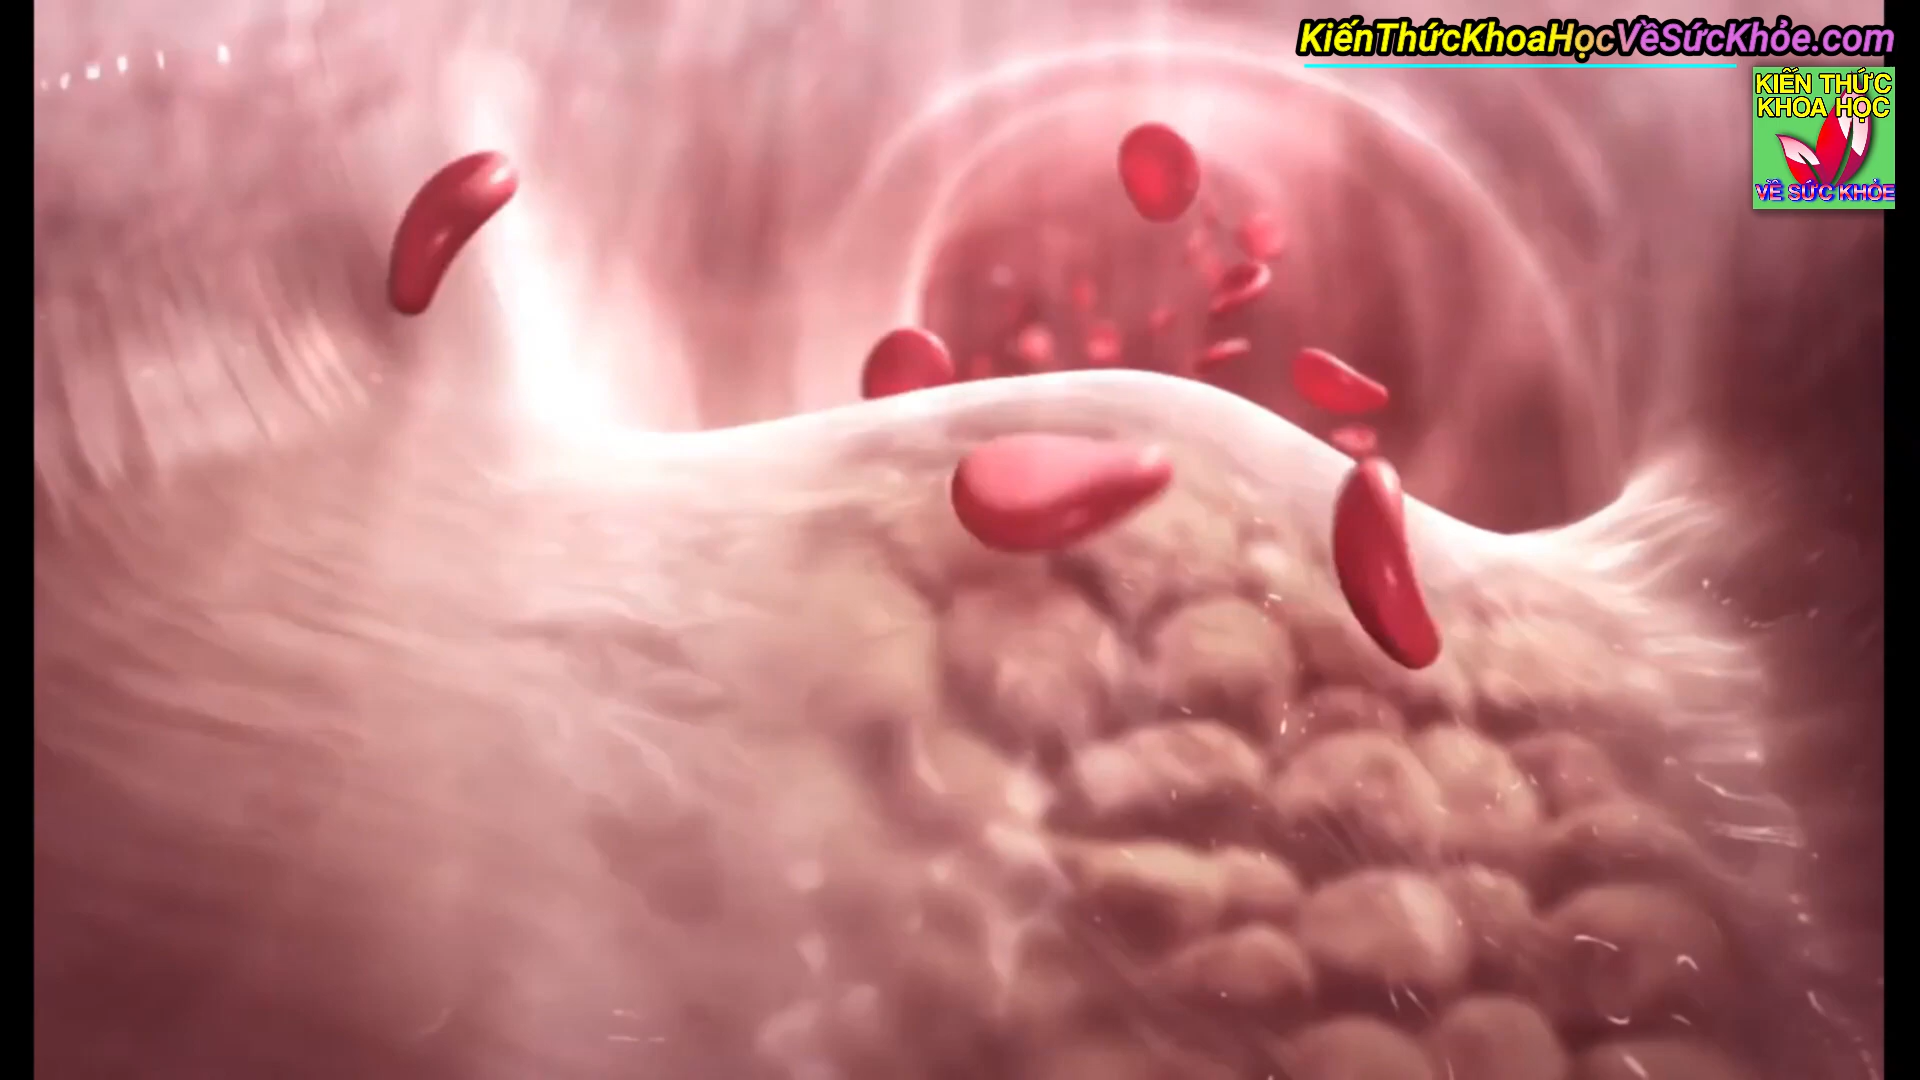 KiếnThứcKhoaHọcVềSứcKhỏe.com
KIẾN THỨC
KHOA HỌC
VỀ SỨC KHỎE